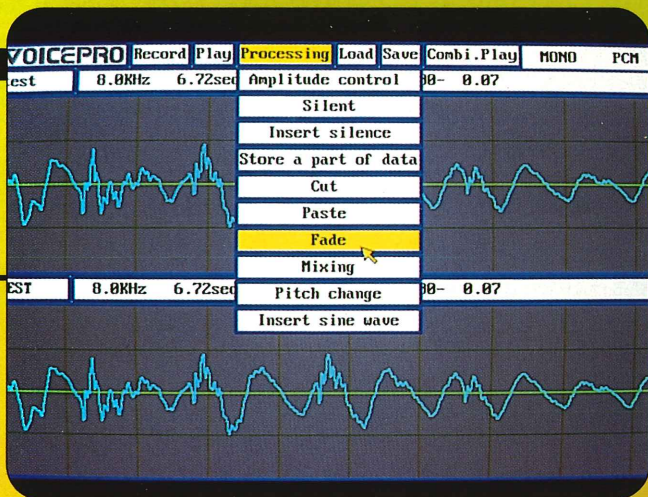 VOICEPRO Record Play Processing Load Save Combi.Play MONO PCM
est 8.0KHz 6.72sec 00- 0.07
Amplitude control
Silent
Insert silence
Store a part of data
Cut
Paste
Fade
Mixing
Pitch change
Insert sine wave
EST 8.0KHz 6.72sec 00- 0.07